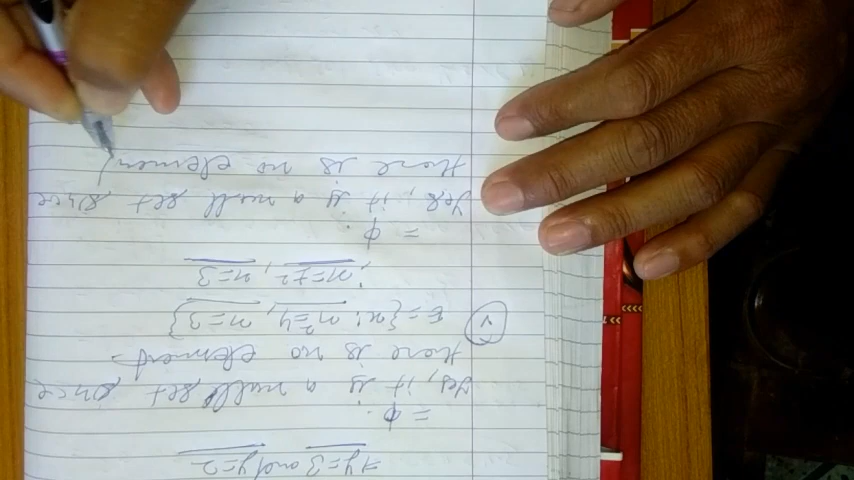 y=3 and y=2
= φ.
Yes, it is a null set since
there is no element.
(v) E={x: x²=4, x=3}
x=±2, x=3
= φ.
Yes, it is a null set since
there is no elemen